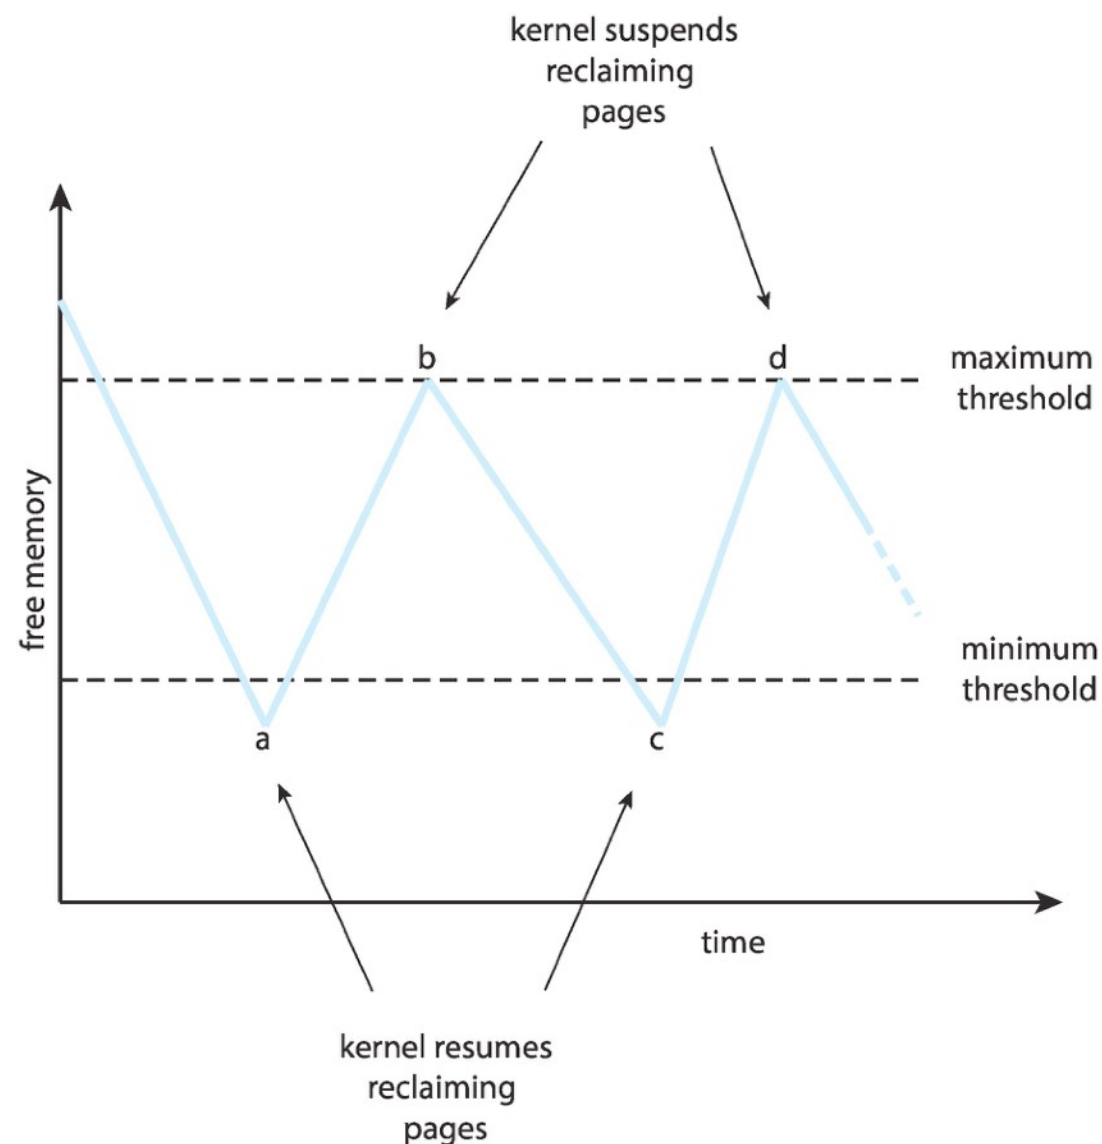 kernel suspends
reclaiming
pages
b
d
maximum
threshold
free memory
minimum
threshold
a
c
time
kernel resumes
reclaiming
pages